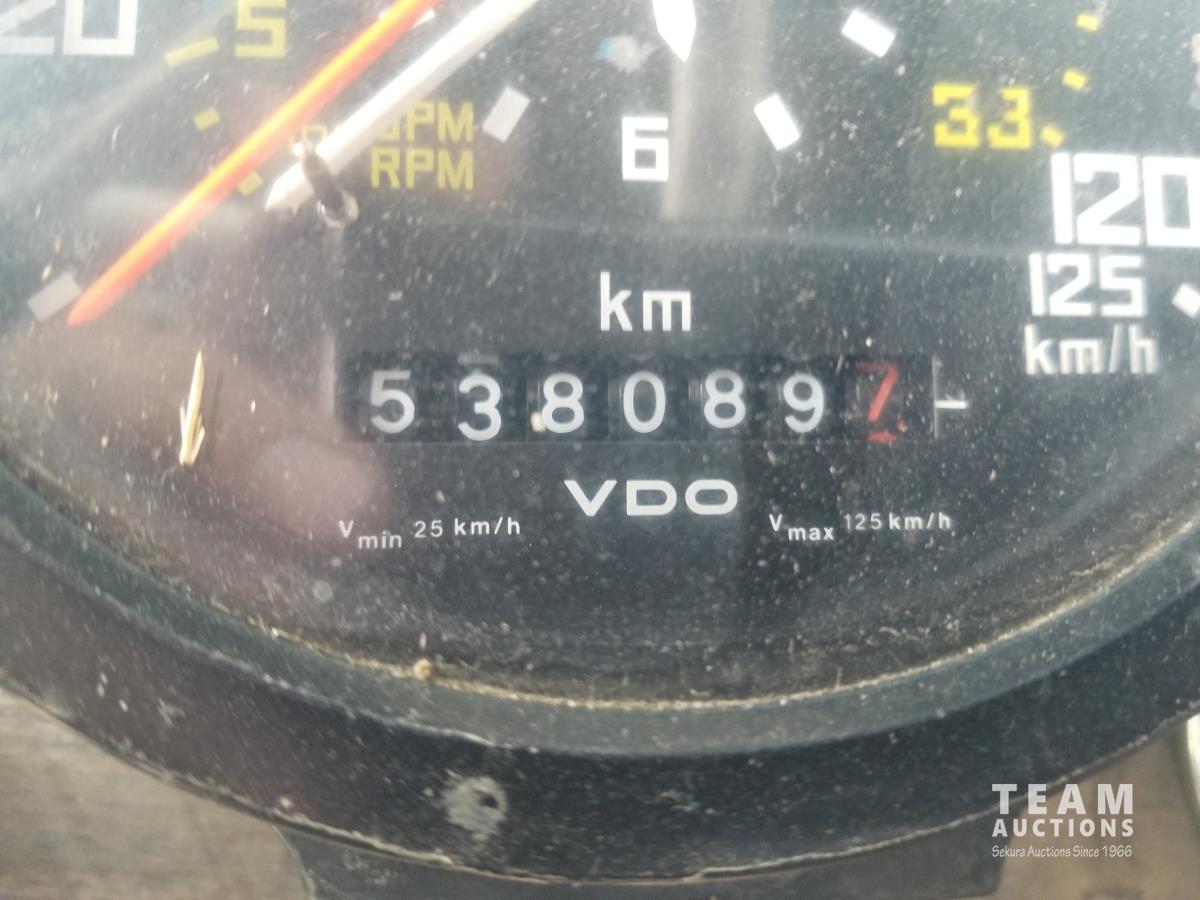 20 5
PM
RPM
6
33
120
125
km/h
km
5380897
VDO
Vmin 25 km/h
Vmax 125 km/h
TEAM
AUCTIONS
Sekura Auctions Since 1966